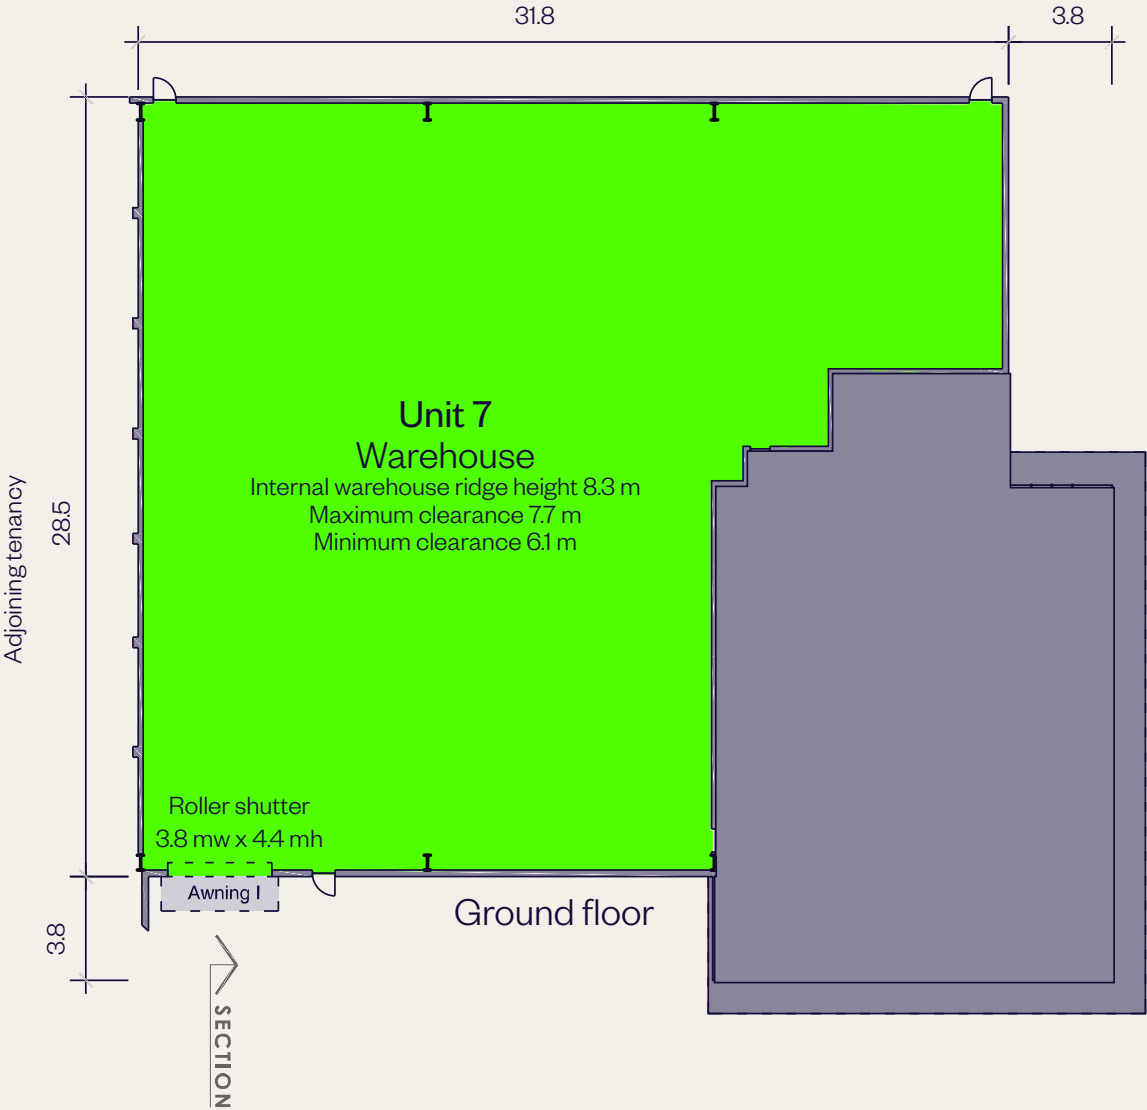 31.8
3.8
Adjoining tenancy
28.5
Unit 7
Warehouse
Internal warehouse ridge height 8.3 m
Maximum clearance 7.7 m
Minimum clearance 6.1 m
Roller shutter
3.8 mw x 4.4 mh
Awning I
Ground floor
3.8
SECTION